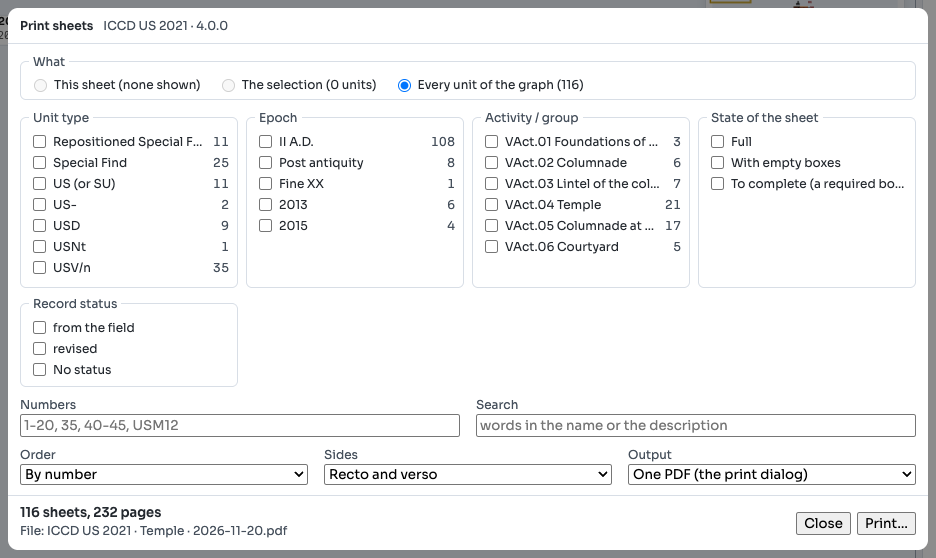 Print sheets ICCD US 2021 · 4.0.0
What
This sheet (none shown) The selection (0 units) Every unit of the graph (116)
Unit type
Repositioned Special F... 11
Special Find 25
US (or SU) 11
US- 2
USD 9
USNt 1
USV/n 35
Epoch
II A.D. 108
Post antiquity 8
Fine XX 1
2013 6
2015 4
Activity / group
VAct.01 Foundations of ... 3
VAct.02 Columnade 6
VAct.03 Lintel of the col... 7
VAct.04 Temple 21
VAct.05 Columnade at ... 17
VAct.06 Courtyard 5
State of the sheet
Full
With empty boxes
To complete (a required bo...
Record status
from the field
revised
No status
Numbers
1-20, 35, 40-45, USM12
Search
words in the name or the description
Order
By number
Sides
Recto and verso
Output
One PDF (the print dialog)
116 sheets, 232 pages
File: ICCD US 2021 · Temple · 2026-11-20.pdf
Close Print...